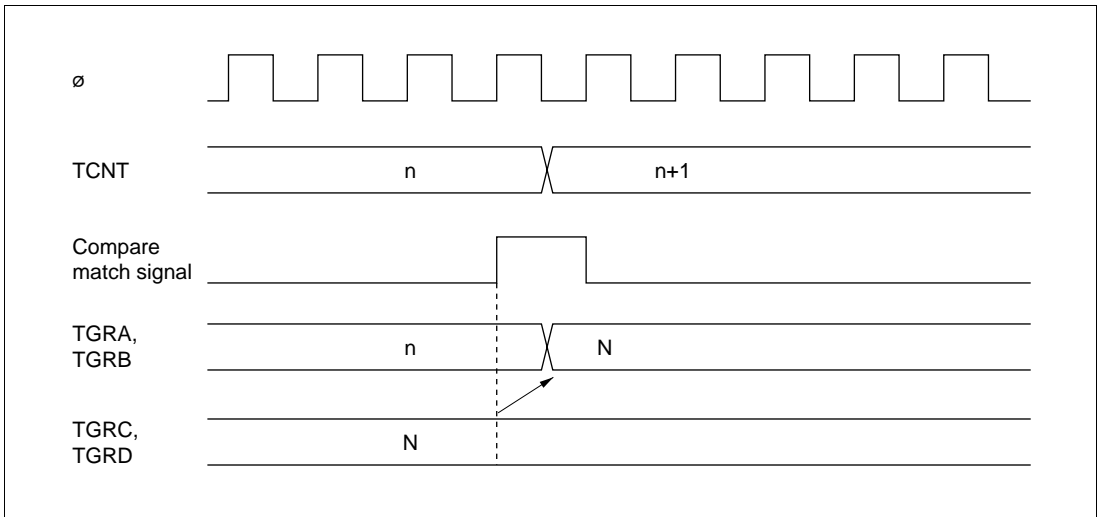 ø
TCNT
n
n+1
Compare
match signal
TGRA,
TGRB
n
N
TGRC,
TGRD
N